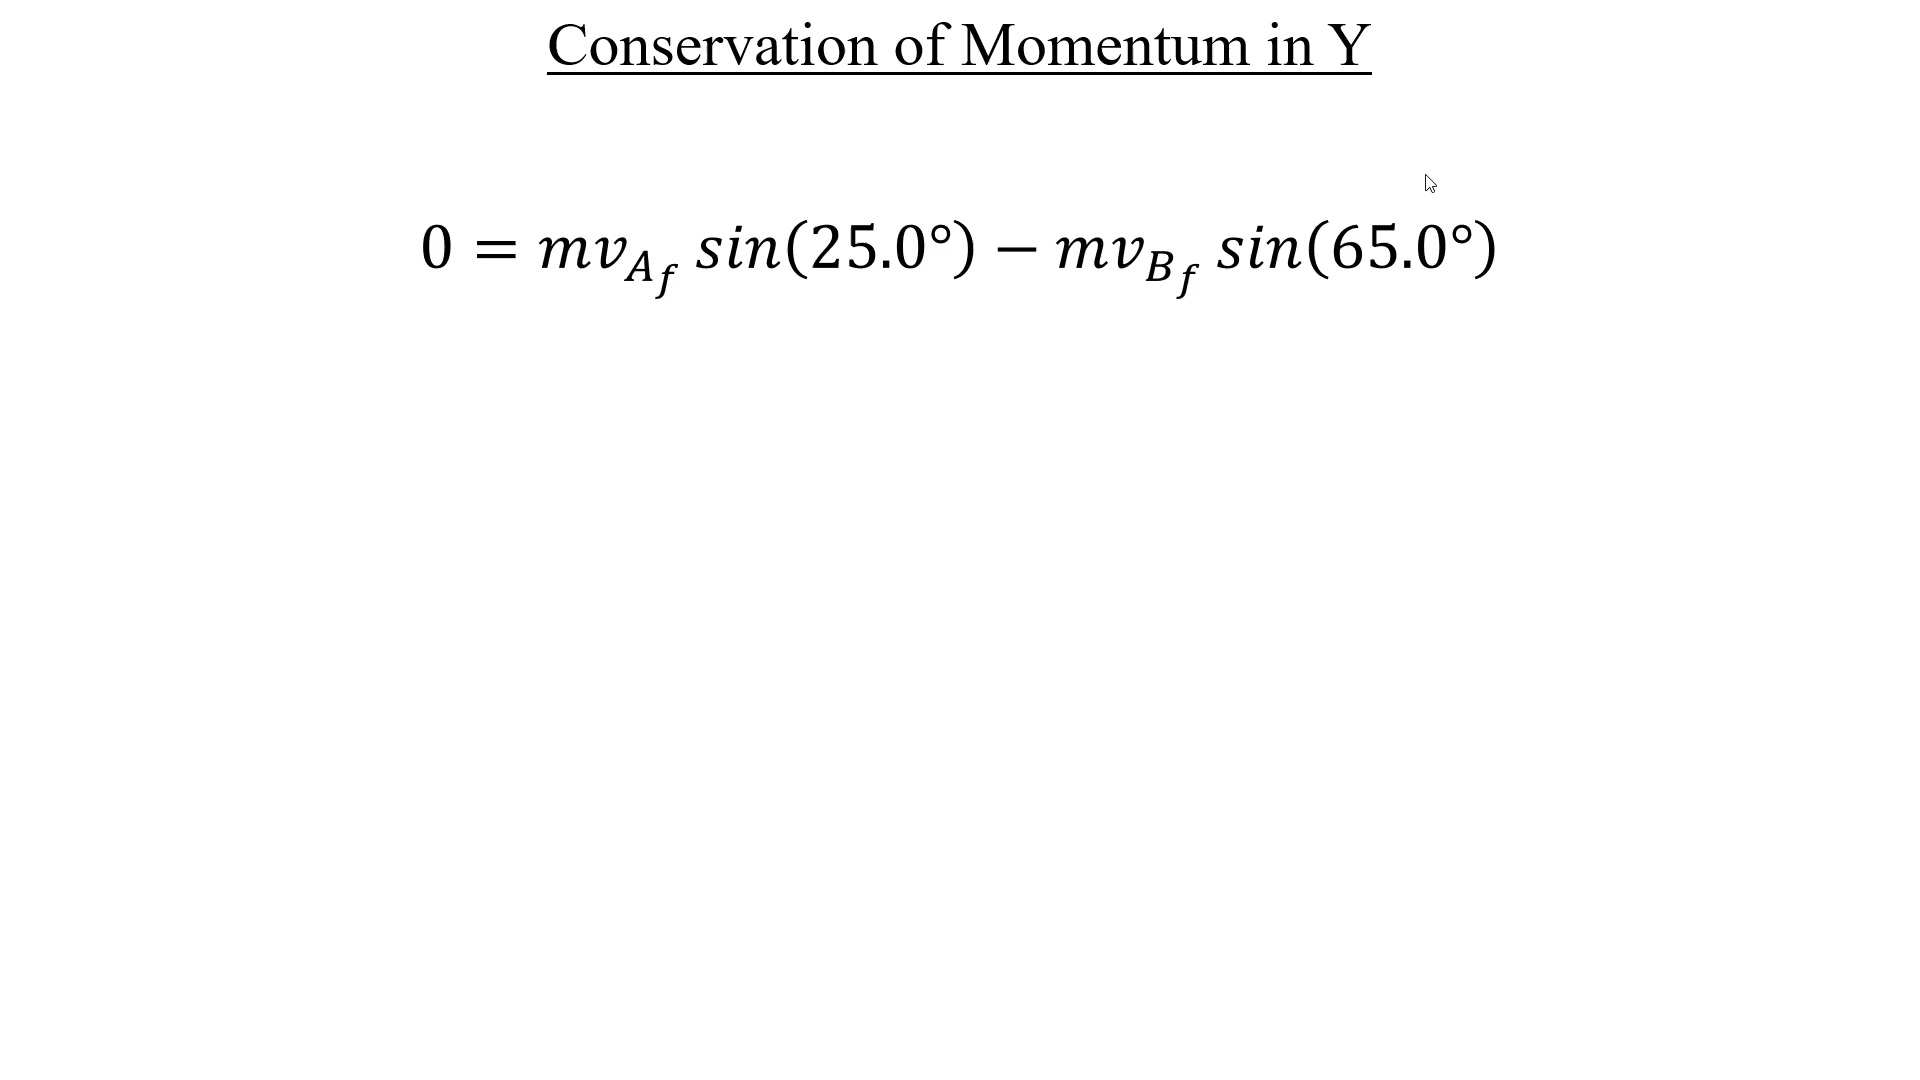 Conservation of Momentum in Y
0 = mv_{A_f} sin(25.0°) − mv_{B_f} sin(65.0°)